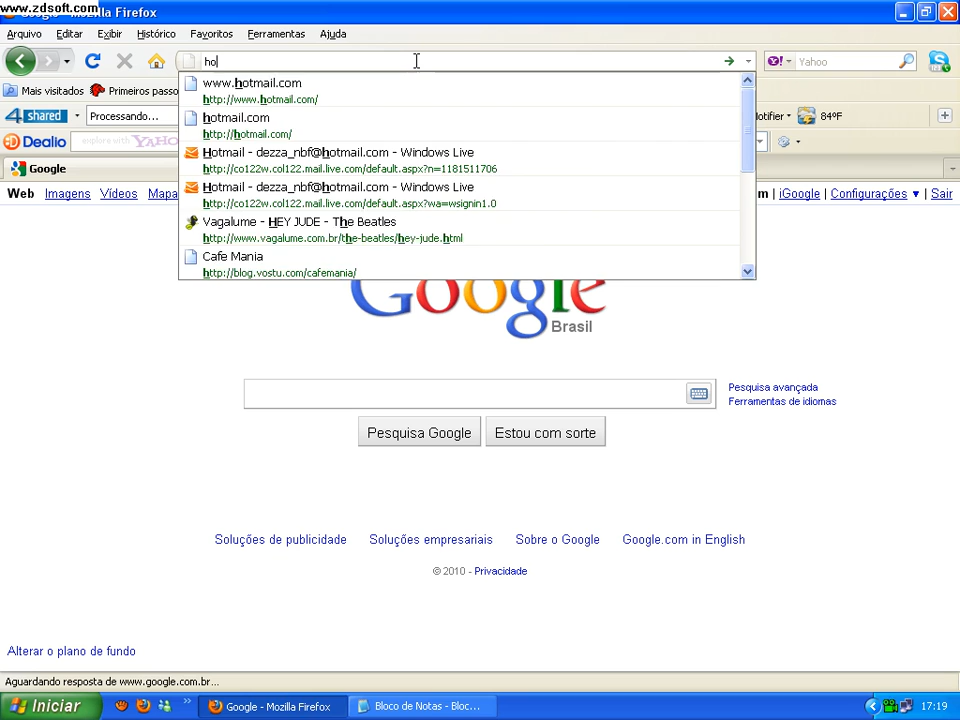 www.zdsoft.com
Mozilla Firefox
Arquivo Editar Exibir Histórico Favoritos Ferramentas Ajuda
ho
Y! Yahoo
Mais visitados Primeiros passo
www.hotmail.com
http://www.hotmail.com/
hotmail.com
http://hotmail.com/
4shared Processando...
otifier 84ºF
Hotmail - dezza_nbf@hotmail.com - Windows Live
http://co122w.col122.mail.live.com/default.aspx?n=1181511706
Dealio explore with YAHO
Google
Hotmail - dezza_nbf@hotmail.com - Windows Live
http://co122w.col122.mail.live.com/default.aspx?wa=wsignin1.0
Web Imagens Vídeos Mapa
m | iGoogle | Configurações ▼ | Sair
Vagalume - HEY JUDE - The Beatles
http://www.vagalume.com.br/the-beatles/hey-jude.html
Cafe Mania
http://blog.vostu.com/cafemania/
Google
Brasil
Pesquisa avançada
Ferramentas de idiomas
Pesquisa Google Estou com sorte
Soluções de publicidade Soluções empresariais Sobre o Google Google.com in English
© 2010 - Privacidade
Alterar o plano de fundo
Aguardando resposta de www.google.com.br...
Iniciar Google - Mozilla Firefox Bloco de Notas - Bloc... 17:19